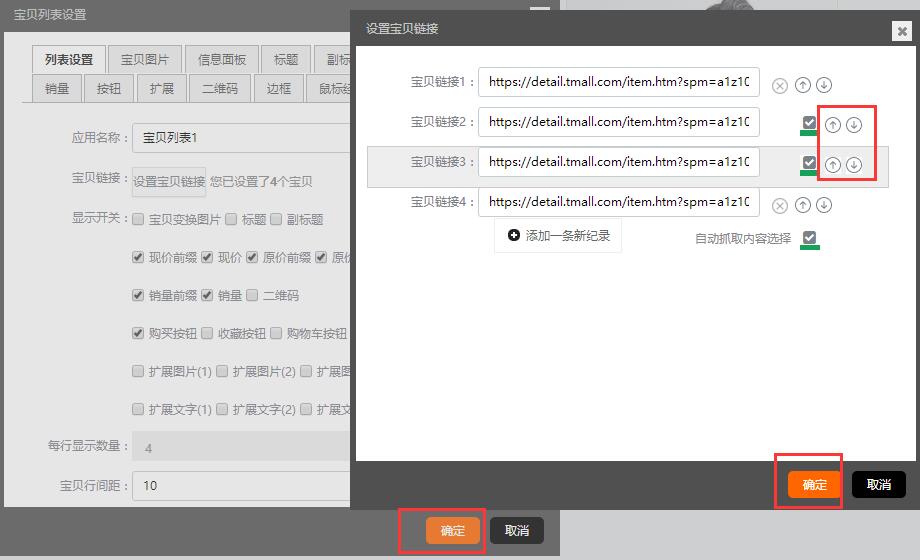 宝贝列表设置
列表设置 宝贝图片 信息面板 标题
销量 按钮 扩展 二维码 边框
应用名称： 宝贝列表1
宝贝链接： 设置宝贝链接 您已设置了4个宝贝
显示开关： 宝贝变换图片 标题 副标题
现价前缀 现价 原价前缀 原
销量前缀 销量 二维码
购买按钮 收藏按钮 购物车按钮
扩展图片(1) 扩展图片(2) 扩展图
扩展文字(1) 扩展文字(2) 扩展文
每行显示数量： 4
宝贝行间距： 10
确定 取消
设置宝贝链接
宝贝链接1： https://detail.tmall.com/item.htm?spm=a1z10
宝贝链接2： https://detail.tmall.com/item.htm?spm=a1z10
宝贝链接3： https://detail.tmall.com/item.htm?spm=a1z10
宝贝链接4： https://detail.tmall.com/item.htm?spm=a1z10
添加一条新纪录 自动抓取内容选择
确定 取消